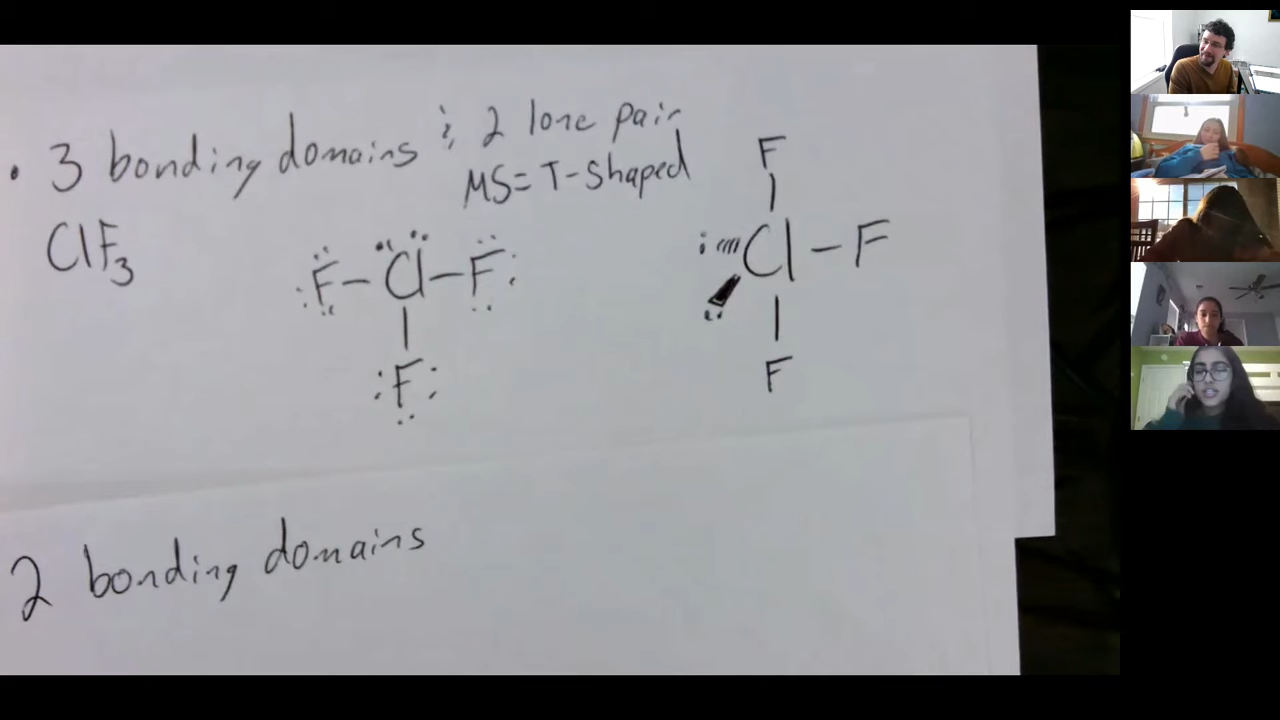 • 3 bonding domains & 2 lone pair
MS = T-shaped
ClF3
F
F - Cl - F
F
F
Cl - F
F
2 bonding domains